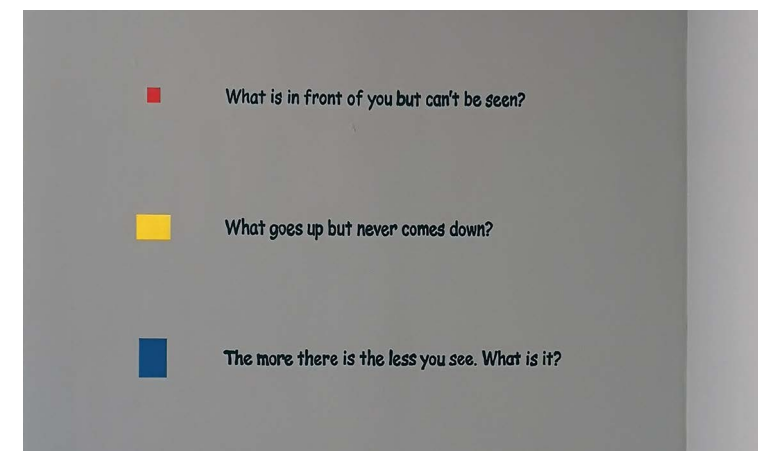 What is in front of you but can't be seen?
What goes up but never comes down?
The more there is the less you see. What is it?